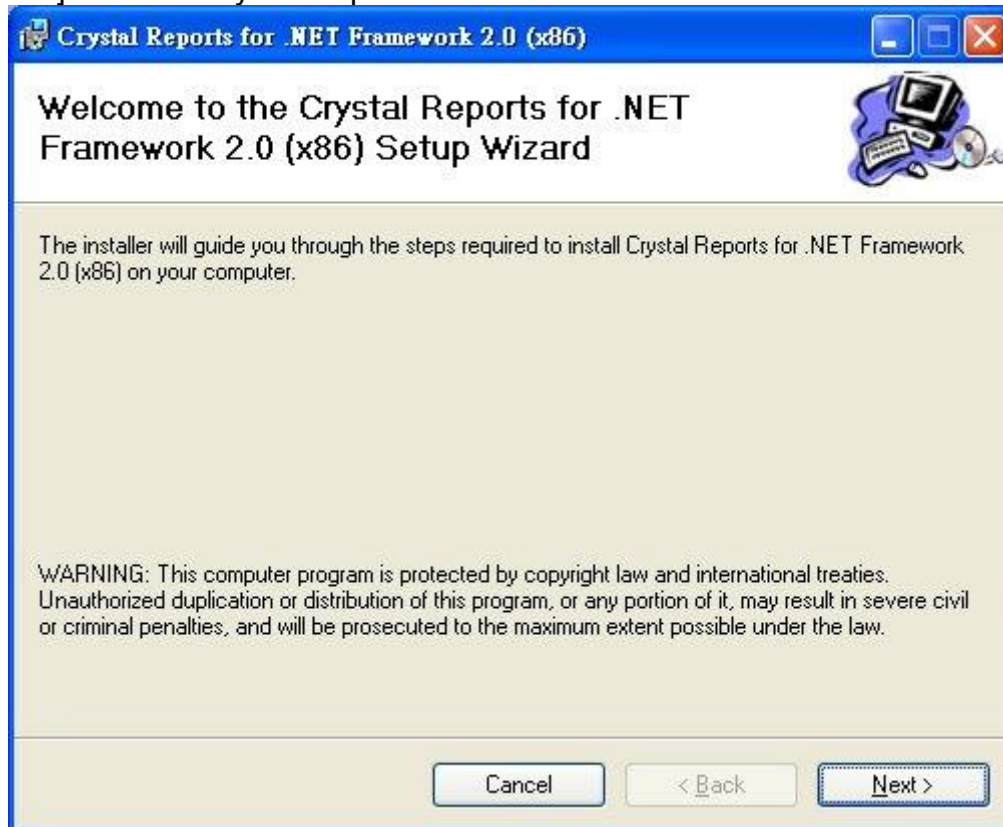 Crystal Reports for .NET Framework 2.0 (x86)
Welcome to the Crystal Reports for .NET
Framework 2.0 (x86) Setup Wizard
The installer will guide you through the steps required to install Crystal Reports for .NET Framework
2.0 (x86) on your computer.
WARNING: This computer program is protected by copyright law and international treaties.
Unauthorized duplication or distribution of this program, or any portion of it, may result in severe civil
or criminal penalties, and will be prosecuted to the maximum extent possible under the law.
Cancel < Back Next >